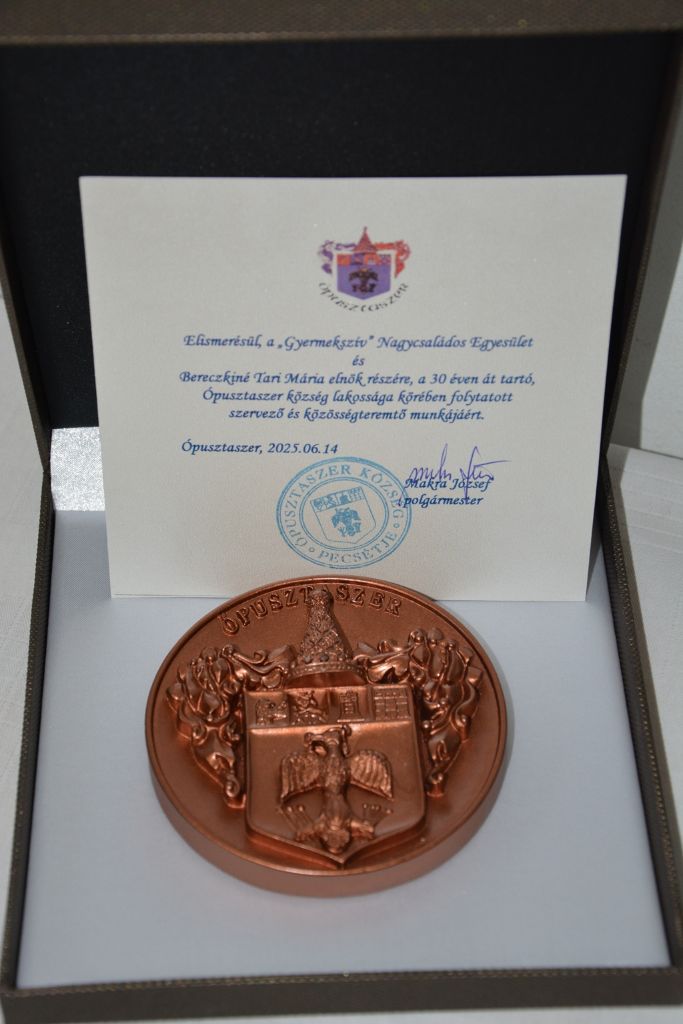 ÓPUSZTASZER
Elismerésül, a „Gyermekszív” Nagycsaládos Egyesület
és
Bereczkiné Tari Mária elnök részére, a 30 éven át tartó,
Ópusztaszer község lakossága körében folytatott
szervező és közösségteremtő munkájáért.
Ópusztaszer, 2025.06.14
Makra József
polgármester
ÓPUSZTASZER KÖZSÉG
PECSÉTJE
ÓPUSZTASZER